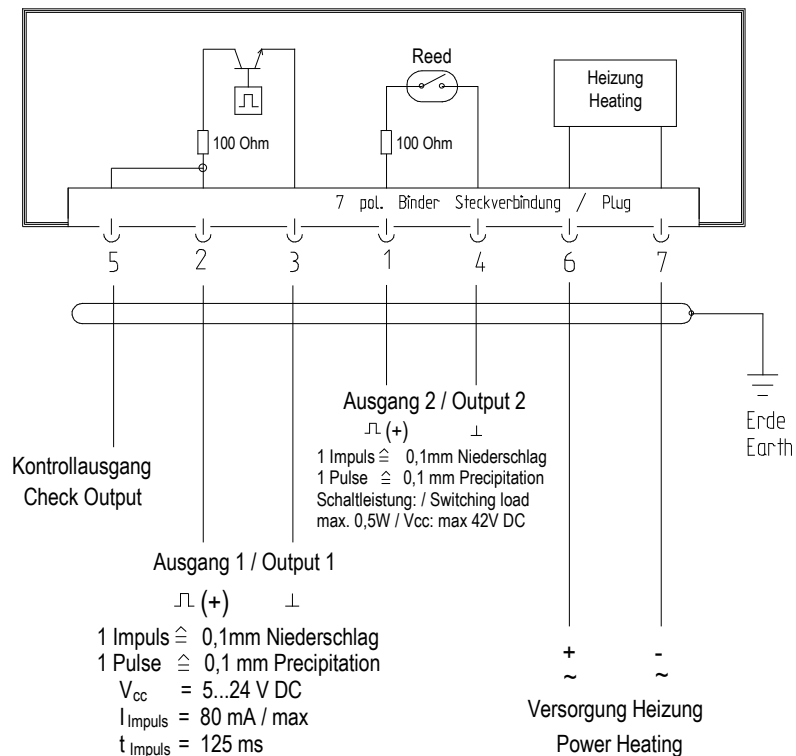 Reed
Heizung
Heating
100 Ohm
100 Ohm
7 pol. Binder Steckverbindung / Plug
5 2 3 1 4 6 7
Erde
Earth
Ausgang 2 / Output 2
(+) ⊥
1 Impuls ≙ 0,1mm Niederschlag
1 Pulse ≙ 0,1 mm Precipitation
Schaltleistung: / Switching load
max. 0,5W / Vcc: max 42V DC
Kontrollausgang
Check Output
Ausgang 1 / Output 1
(+) ⊥
1 Impuls ≙ 0,1mm Niederschlag
1 Pulse ≙ 0,1 mm Precipitation
Vcc = 5...24 V DC
I Impuls = 80 mA / max
t Impuls = 125 ms
+ -
~ ~
Versorgung Heizung
Power Heating